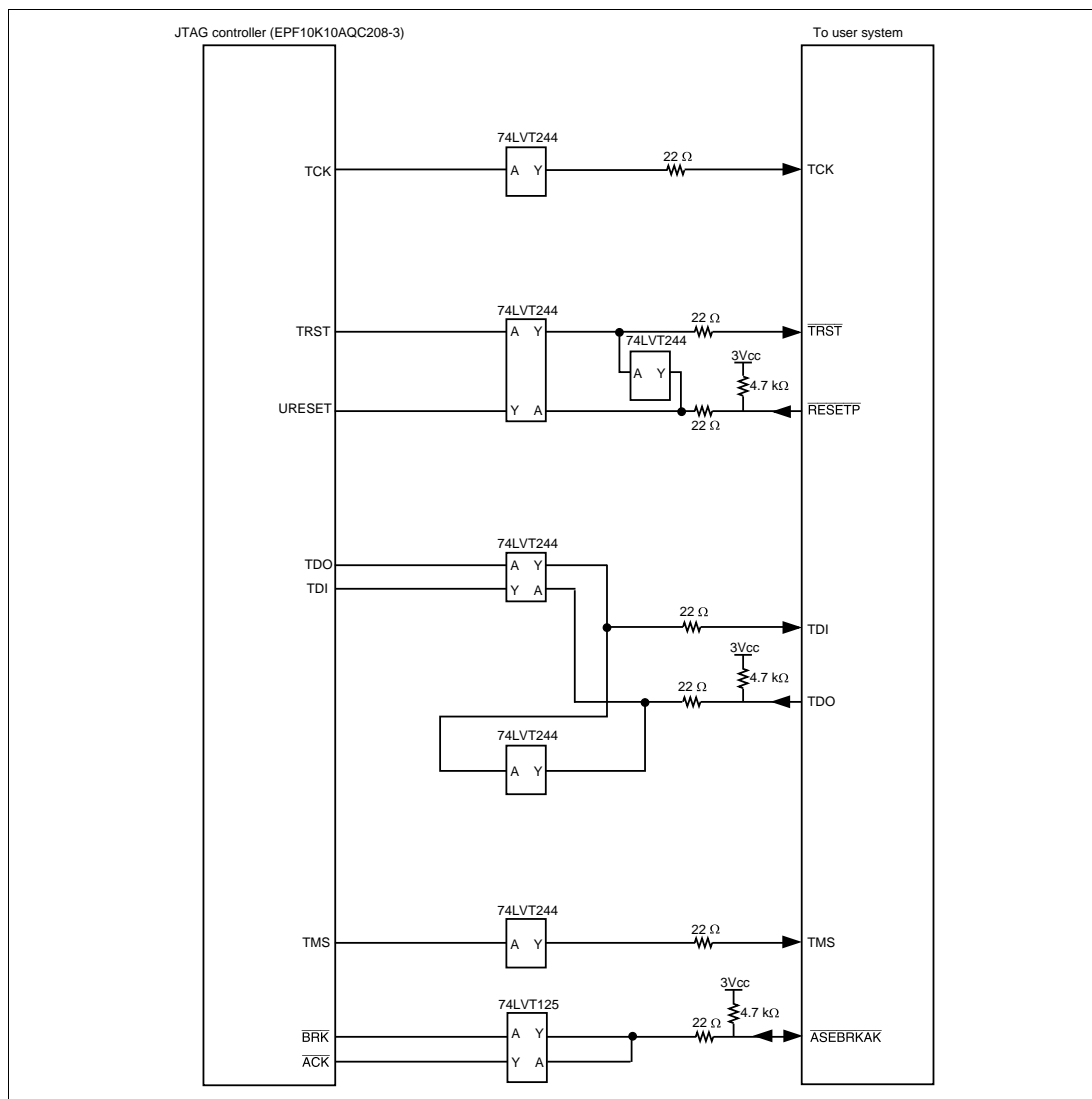 JTAG controller (EPF10K10AQC208-3)
To user system
74LVT244
TCK
A Y
22 Ω
TCK
74LVT244
TRST
A Y
22 Ω
TRST
74LVT244
A Y
3Vcc
4.7 kΩ
URESET
Y A
22 Ω
RESETP
74LVT244
TDO
A Y
TDI
Y A
22 Ω
TDI
3Vcc
4.7 kΩ
22 Ω
TDO
74LVT244
A Y
74LVT244
TMS
A Y
22 Ω
TMS
74LVT125
3Vcc
4.7 kΩ
BRK
A Y
22 Ω
ASEBRKAK
ACK
Y A